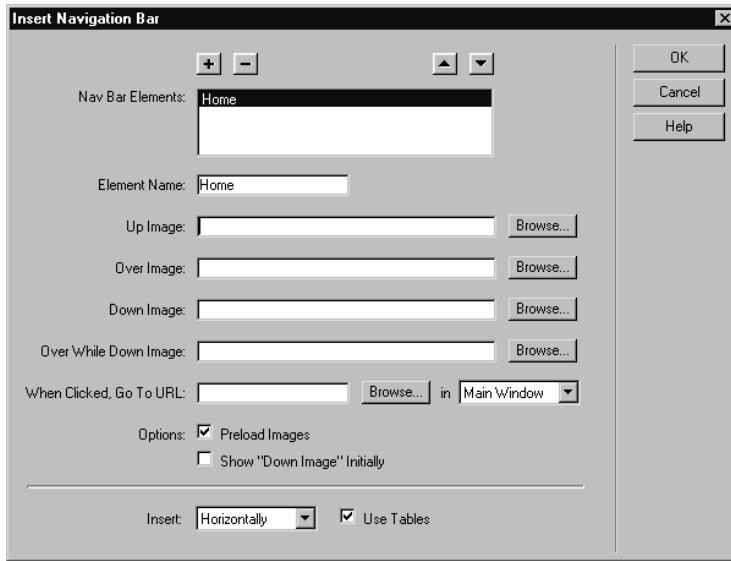 Insert Navigation Bar
+ −
OK
Nav Bar Elements: Home
Cancel
Help
Element Name: Home
Up Image: Browse...
Over Image: Browse...
Down Image: Browse...
Over While Down Image: Browse...
When Clicked, Go To URL: Browse... in Main Window
Options: Preload Images
Show "Down Image" Initially
Insert: Horizontally Use Tables